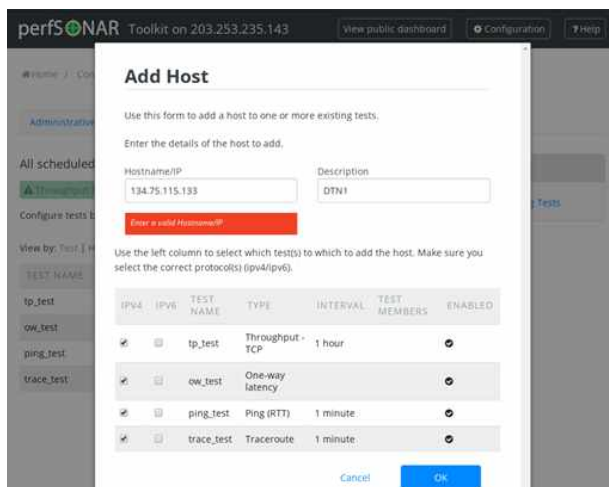 perfSONAR Toolkit on 203.253.235.143
View public dashboard
Configuration
? Help
Home / Con
Add Host
Use this form to add a host to one or more existing tests.
Administrative
Enter the details of the host to add.
All scheduled
Hostname/IP
Description
134.75.115.133
DTN1
Throughput
Tests
Configure tests b
Enter a valid Hostname/IP
View by: Test | H
Use the left column to select which test(s) to which to add the host. Make sure you
select the correct protocol(s) (ipv4/ipv6).
TEST NAME
IPV4 IPV6 TEST NAME TYPE INTERVAL TEST MEMBERS ENABLED
tp_test
tp_test Throughput - TCP 1 hour
ow_test
ow_test One-way latency
ping_test
ping_test Ping (RTT) 1 minute
trace_test
trace_test Traceroute 1 minute
Cancel
OK